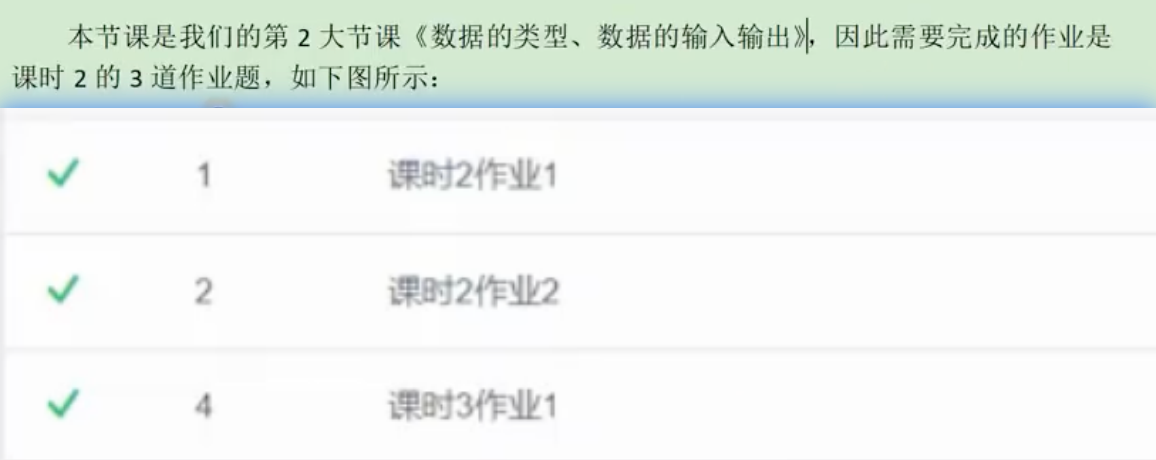 本节课是我们的第 2 大节课《数据的类型、数据的输入输出》，因此需要完成的作业是
课时 2 的 3 道作业题，如下图所示：
1 课时2作业1
2 课时2作业2
4 课时3作业1